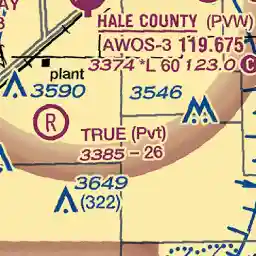 AY
HALE COUNTY (PVW)
AWOS-3 119.675
3374 *L 60 123.0 C
plant
3590
3546
R
TRUE (Pvt)
3385 - 26
3649
(322)